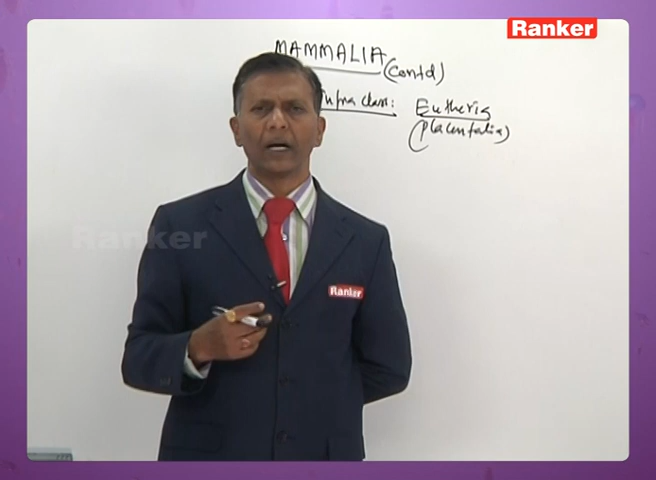 Ranker
MAMMALIA
(Contd)
Infra class: Eutheria
(Placentalia)
Ranker
Ranker